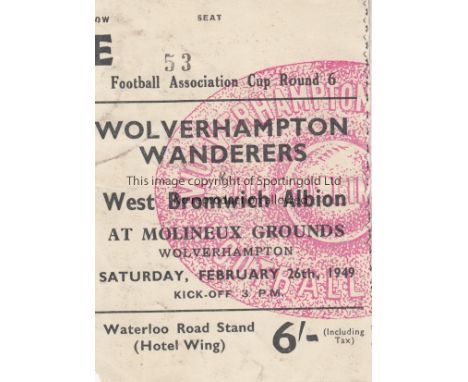 OW SEAT
E 53
Football Association Cup Round 6
WOLVERHAMPTON
WANDERERS
This image copyright of Sportingold Ltd
West Bromwich Albion
AT MOLINEUX GROUNDS
WOLVERHAMPTON
SATURDAY, FEBRUARY 26th, 1949
KICK-OFF 3 P.M.
Waterloo Road Stand
(Hotel Wing)
6/- (Including
Tax)